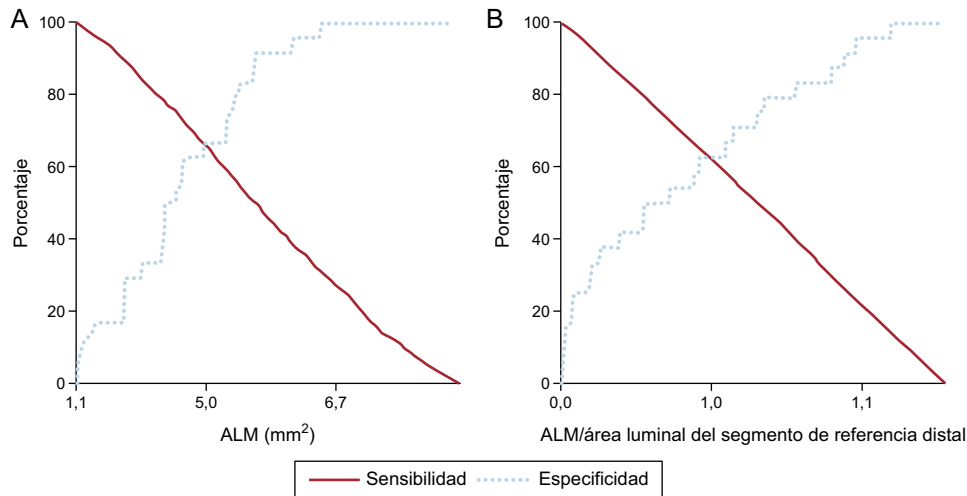 A
100
80
60
40
20
0
Porcentaje
1,1
5,0
6,7
ALM (mm²)
B
100
80
60
40
20
0
Porcentaje
0,0
1,0
1,1
ALM/área luminal del segmento de referencia distal
Sensibilidad
Especificidad